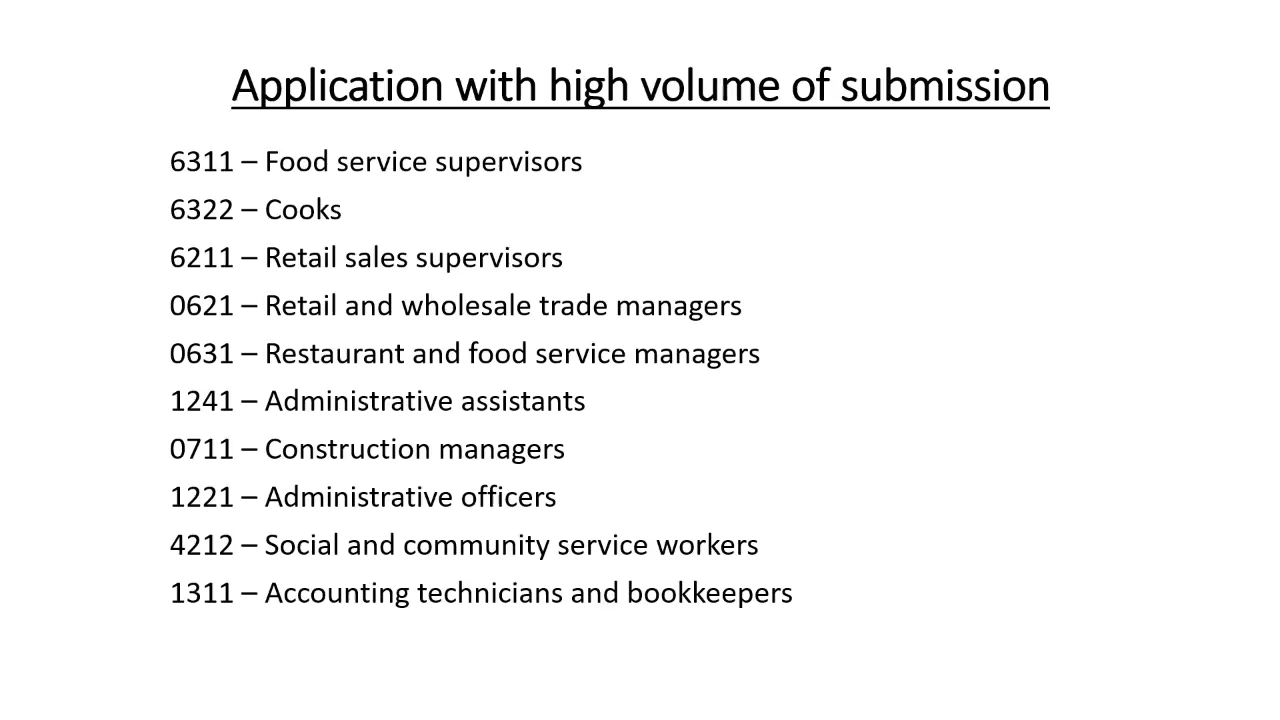 Application with high volume of submission
6311 – Food service supervisors
6322 – Cooks
6211 – Retail sales supervisors
0621 – Retail and wholesale trade managers
0631 – Restaurant and food service managers
1241 – Administrative assistants
0711 – Construction managers
1221 – Administrative officers
4212 – Social and community service workers
1311 – Accounting technicians and bookkeepers